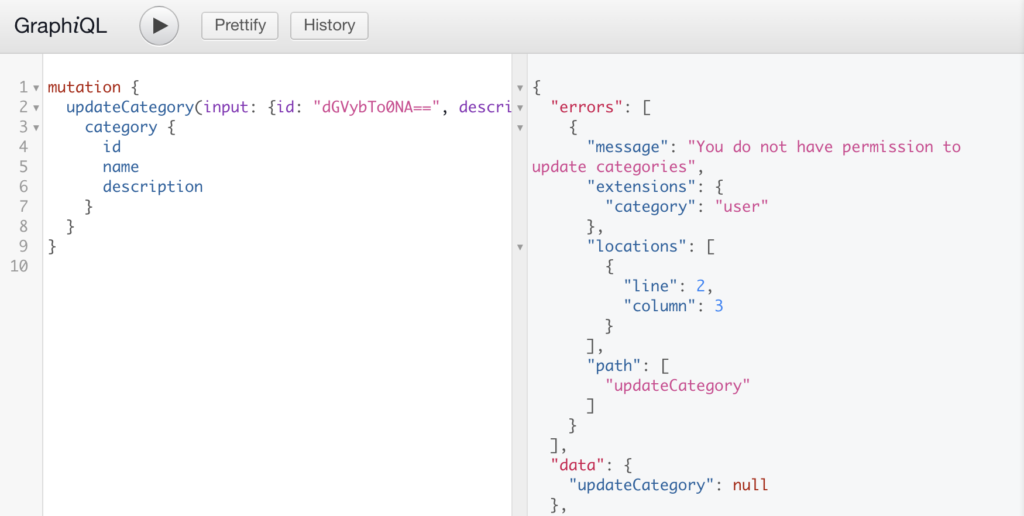 GraphiQL
Prettify
History
1 mutation {
2 updateCategory(input: {id: "dGVybTo0NA==", descri
3 category {
4 id
5 name
6 description
7 }
8 }
9 }
10
{
"errors": [
{
"message": "You do not have permission to
update categories",
"extensions": {
"category": "user"
},
"locations": [
{
"line": 2,
"column": 3
}
],
"path": [
"updateCategory"
]
}
],
"data": {
"updateCategory": null
},